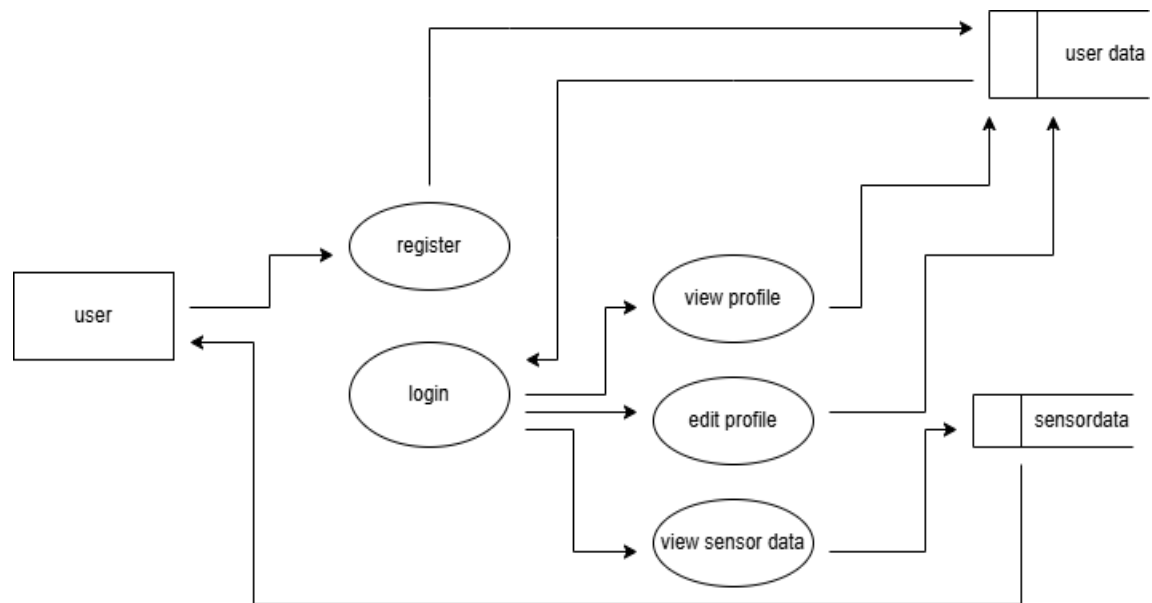 user data
register
view profile
user
login
edit profile
sensordata
view sensor data